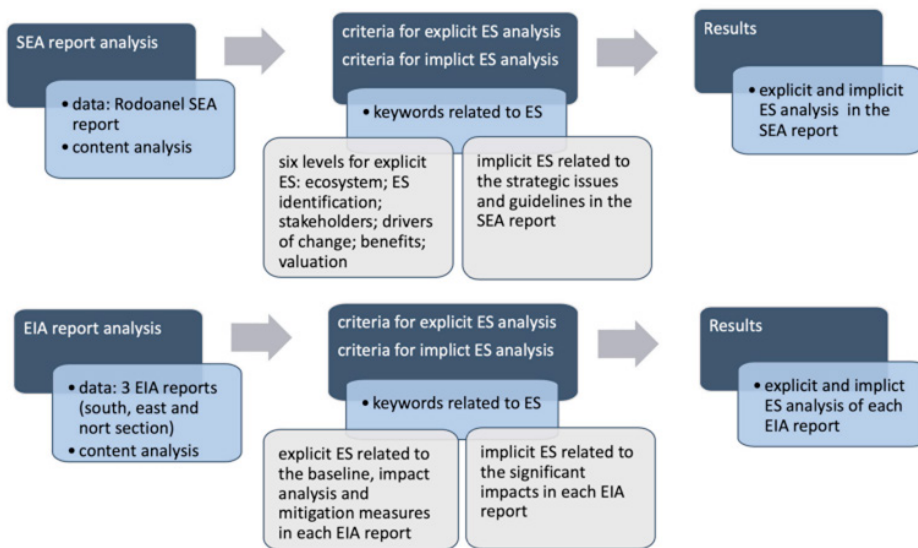 SEA report analysis
• data: Rodoanel SEA
report
• content analysis
criteria for explicit ES analysis
criteria for implict ES analysis
• keywords related to ES
six levels for explicit
ES: ecosystem; ES
identification;
stakeholders; drivers
of change; benefits;
valuation
implicit ES related to
the strategic issues
and guidelines in the
SEA report
Results
• explicit and implicit
ES analysis in the
SEA report
EIA report analysis
• data: 3 EIA reports
(south, east and
nort section)
• content analysis
criteria for explicit ES analysis
criteria for implict ES analysis
• keywords related to ES
explicit ES related to
the baseline, impact
analysis and
mitigation measures
in each EIA report
implicit ES related to
the significant
impacts in each EIA
report
Results
• explicit and implicit
ES analysis of each
EIA report